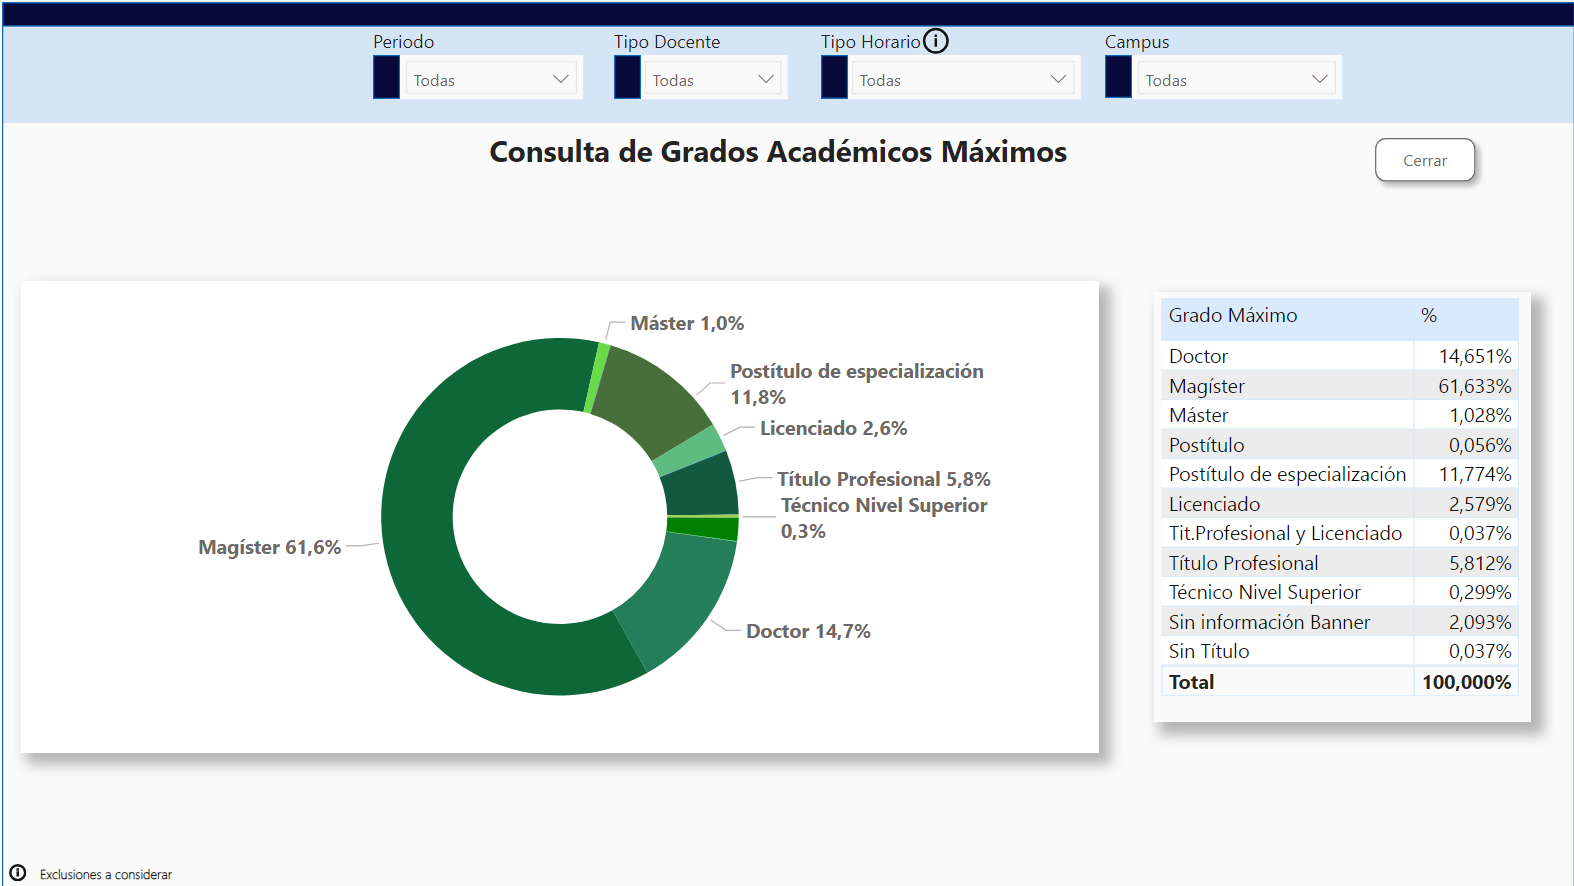 Periodo
Todas
Tipo Docente
Todas
Tipo Horario
Todas
Campus
Todas
Consulta de Grados Académicos Máximos
Cerrar
Máster 1,0%
Postítulo de especialización
11,8%
Licenciado 2,6%
Título Profesional 5,8%
Técnico Nivel Superior
0,3%
Magíster 61,6%
Doctor 14,7%
Grado Máximo %
Doctor 14,651%
Magíster 61,633%
Máster 1,028%
Postítulo 0,056%
Postítulo de especialización 11,774%
Licenciado 2,579%
Tit.Profesional y Licenciado 0,037%
Título Profesional 5,812%
Técnico Nivel Superior 0,299%
Sin información Banner 2,093%
Sin Título 0,037%
Total 100,000%
Exclusiones a considerar